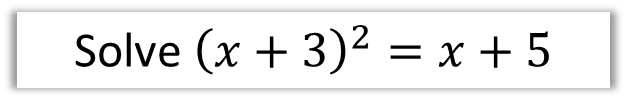 Solve (x + 3)² = x + 5